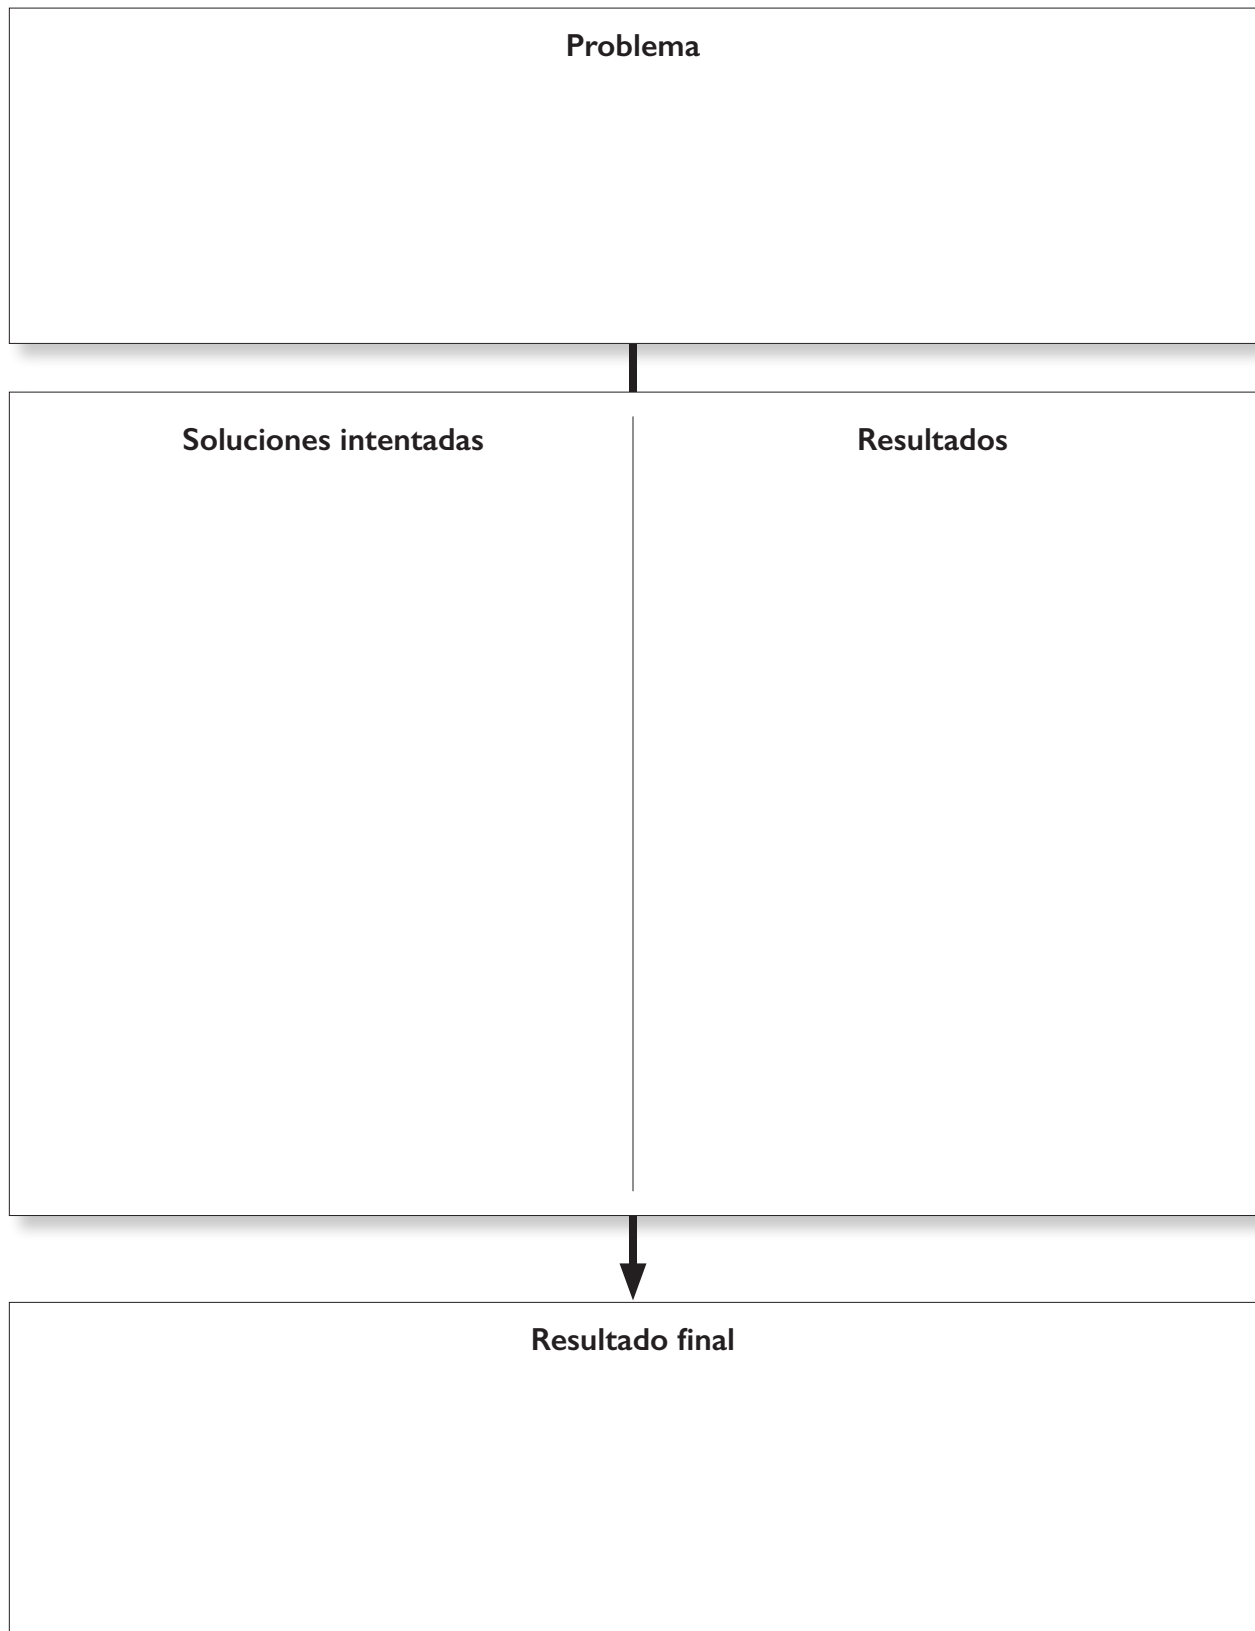 Problema
Soluciones intentadas
Resultados
Resultado final